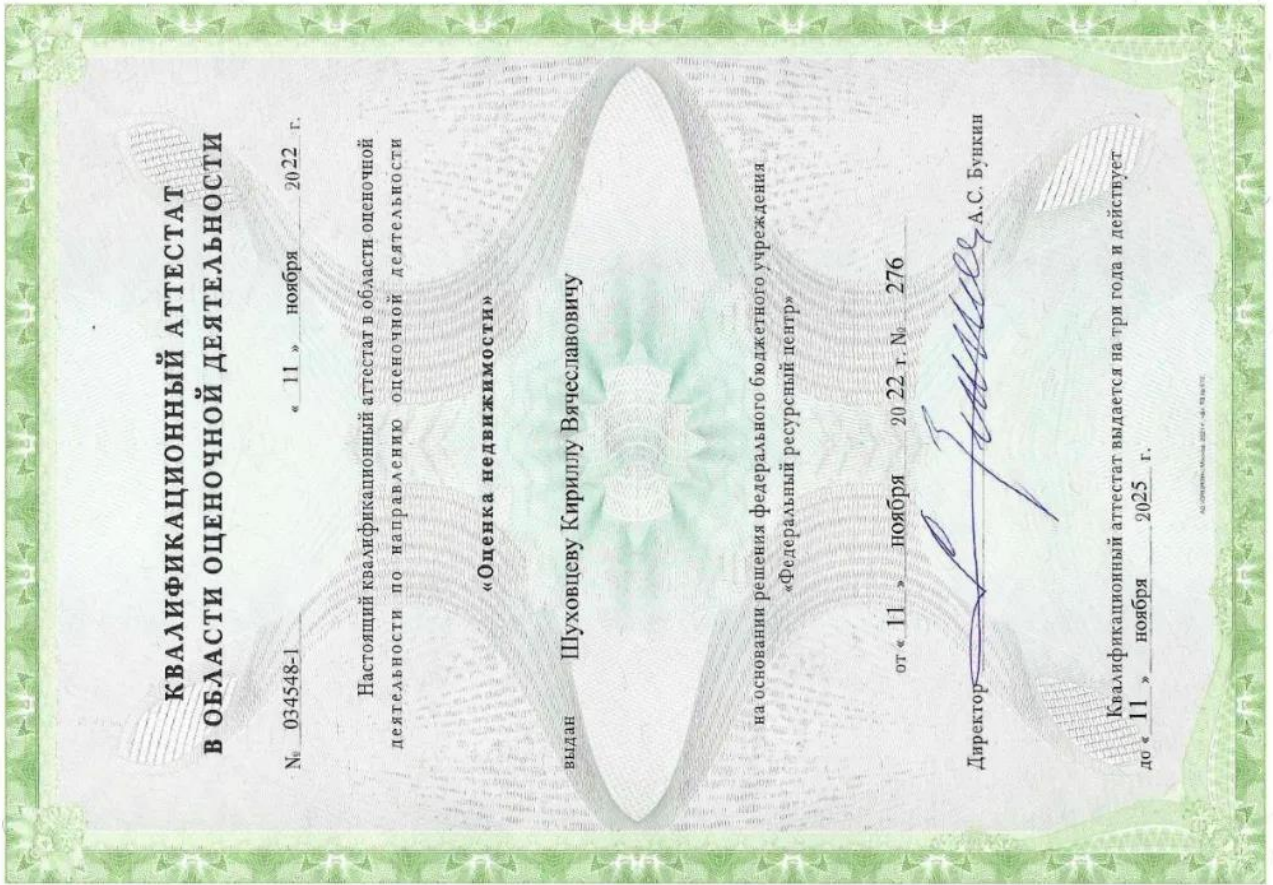 КВАЛИФИКАЦИОННЫЙ АТТЕСТАТ
В ОБЛАСТИ ОЦЕНОЧНОЙ ДЕЯТЕЛЬНОСТИ
№ 034548-1 « 11 » ноября 2022 г.
Настоящий квалификационный аттестат в области оценочной
деятельности по направлению оценочной деятельности
«Оценка недвижимости»
выдан Шуховцеву Кириллу Вячеславовичу
на основании решения федерального бюджетного учреждения
«Федеральный ресурсный центр»
от « 11 » ноября 2022 г. № 276
Директор А.С. Бункин
Квалификационный аттестат выдается на три года и действует
до « 11 » ноября 2025 г.